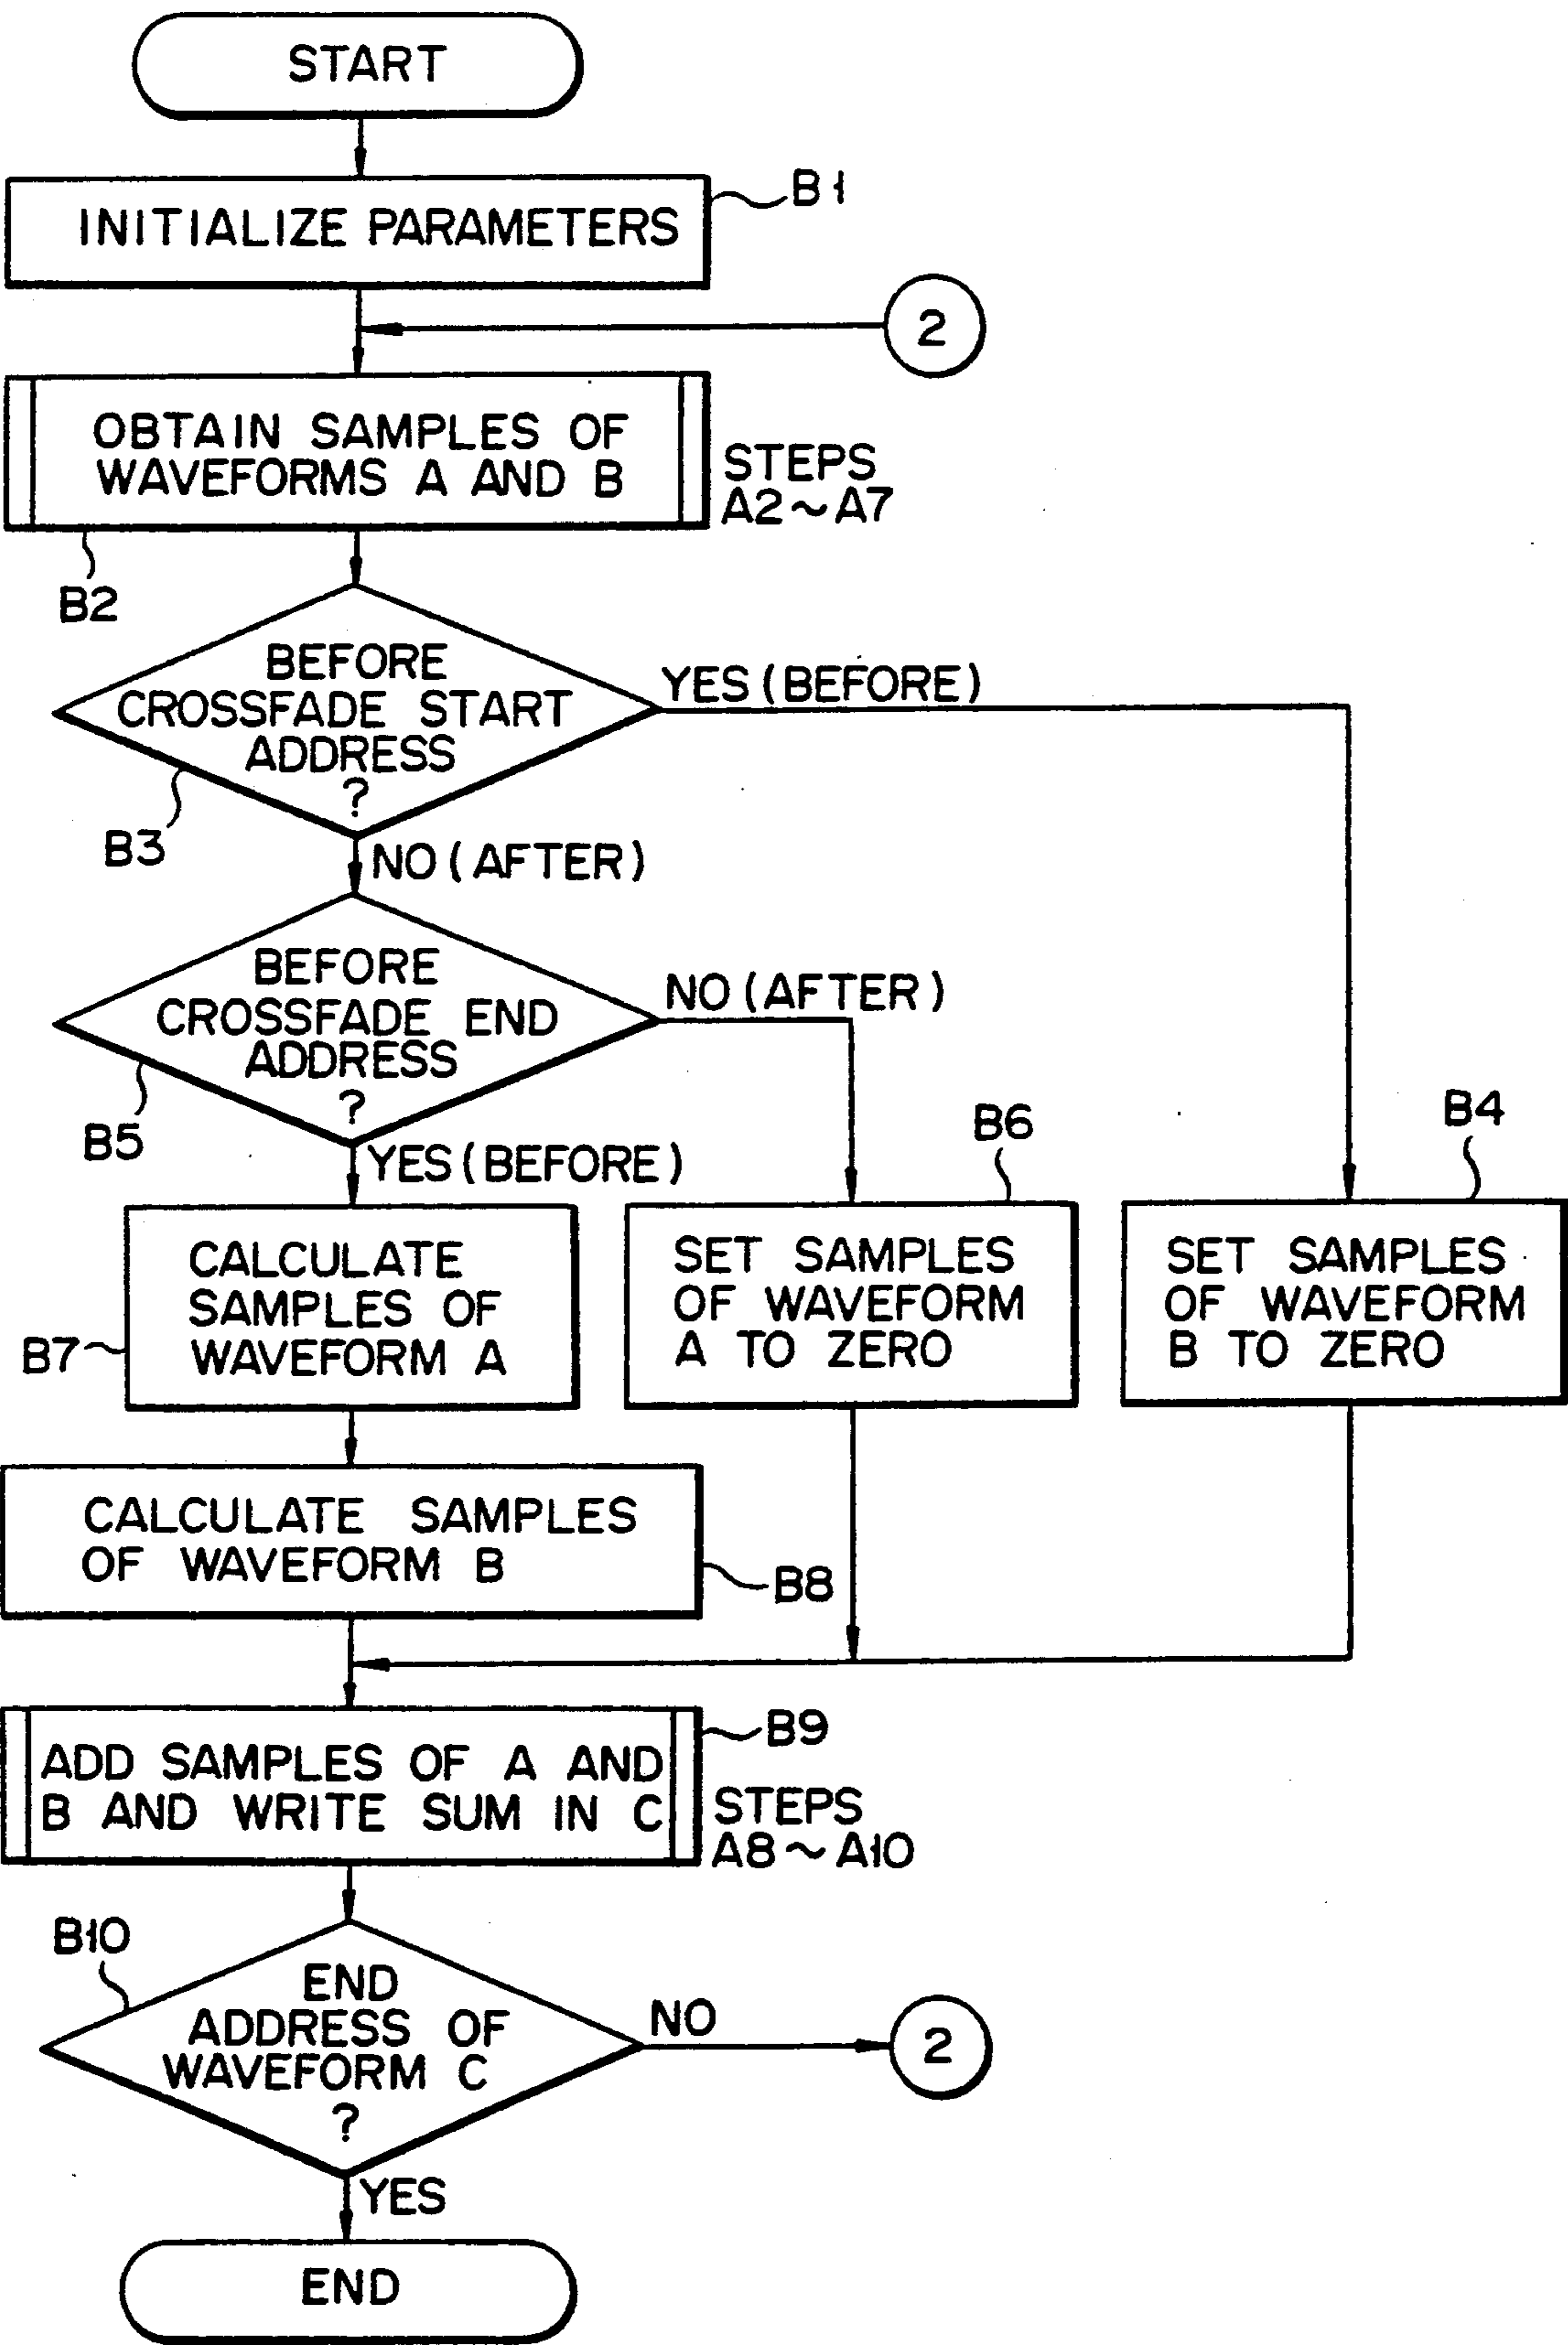 START
INITIALIZE PARAMETERS
B1
2
OBTAIN SAMPLES OF
WAVEFORMS A AND B
STEPS
A2~A7
B2
BEFORE
CROSSFADE START
ADDRESS
?
YES (BEFORE)
B3
NO (AFTER)
BEFORE
CROSSFADE END
ADDRESS
?
NO (AFTER)
B5
YES (BEFORE)
B6
B4
CALCULATE
SAMPLES OF
WAVEFORM A
B7
SET SAMPLES
OF WAVEFORM
A TO ZERO
SET SAMPLES
OF WAVEFORM
B TO ZERO
CALCULATE SAMPLES
OF WAVEFORM B
B8
ADD SAMPLES OF A AND
B AND WRITE SUM IN C
B9
STEPS
A8~A10
B10
END
ADDRESS OF
WAVEFORM C
?
NO
2
YES
END